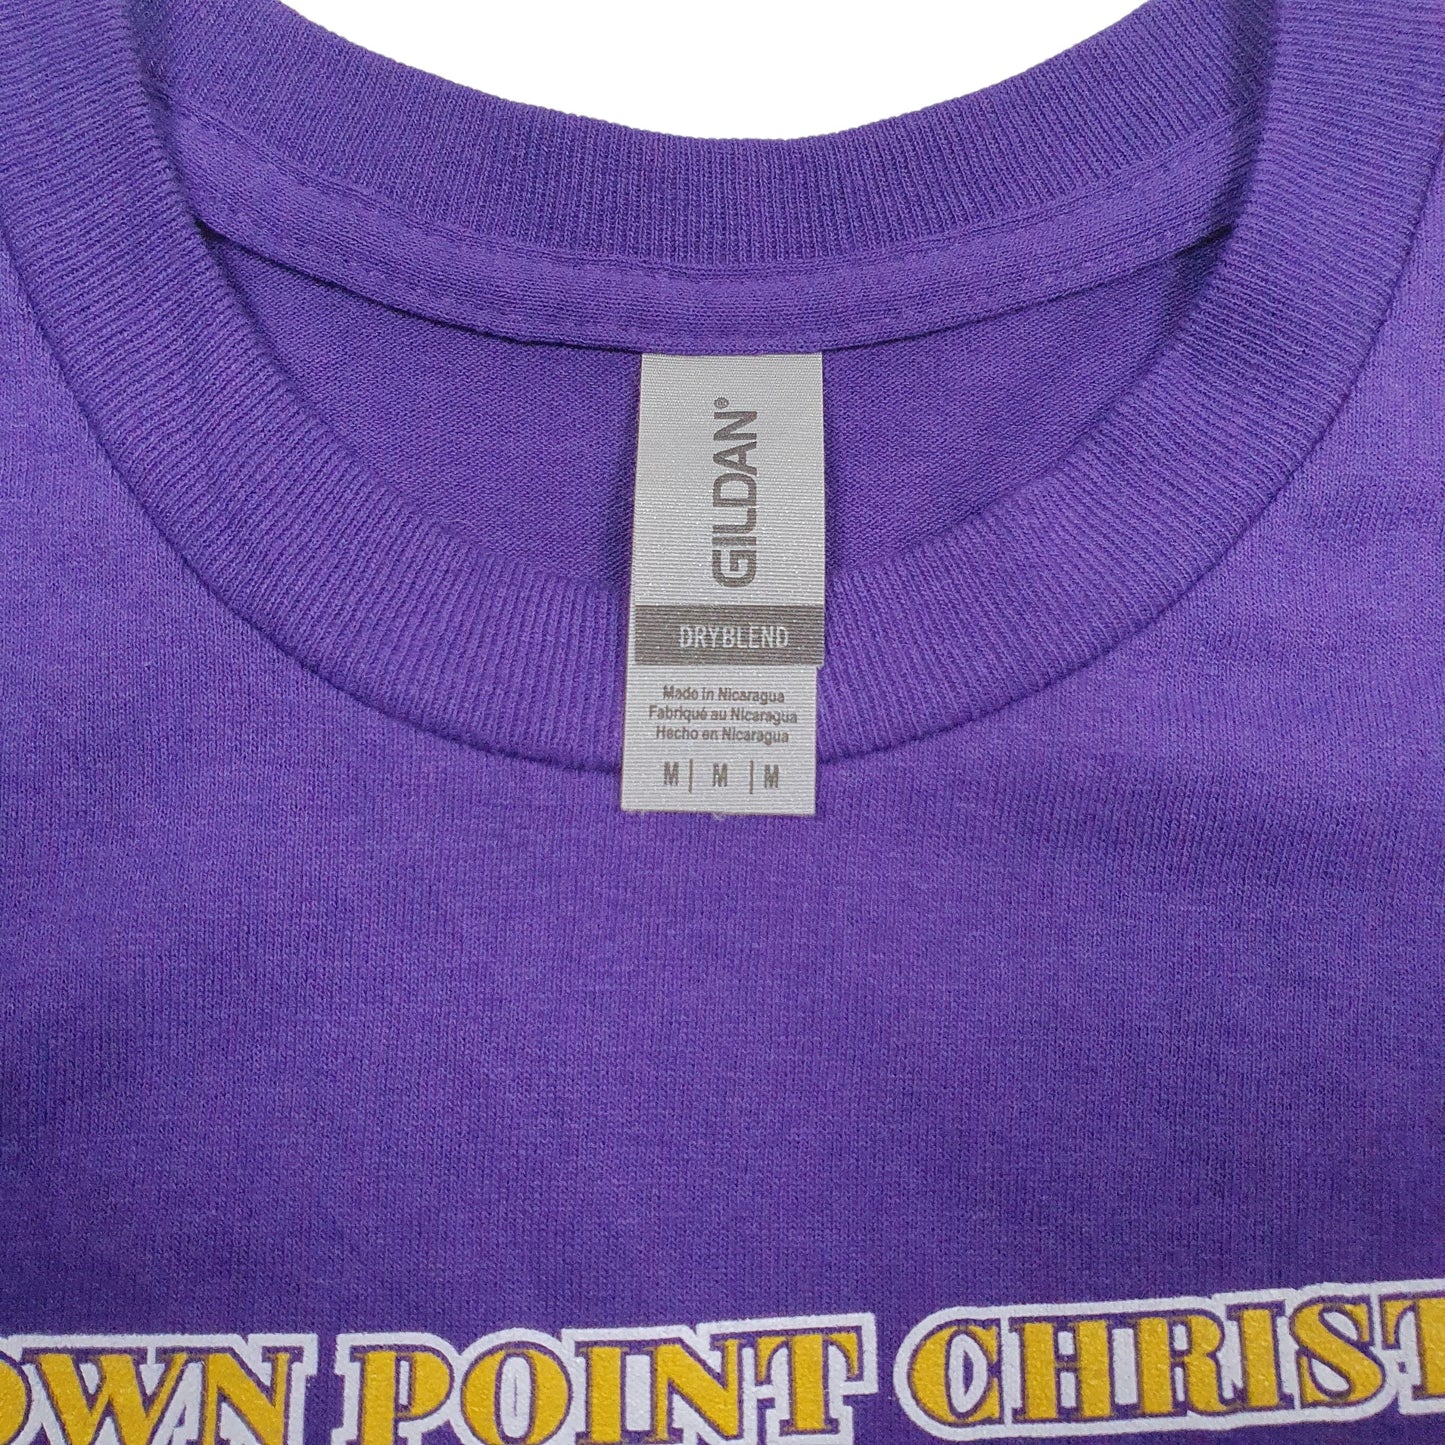 GILDAN®
DRYBLEND
Made in Nicaragua
Fabriqué au Nicaragua
Hecho en Nicaragua
M | M | M
OWN POINT CHRIST